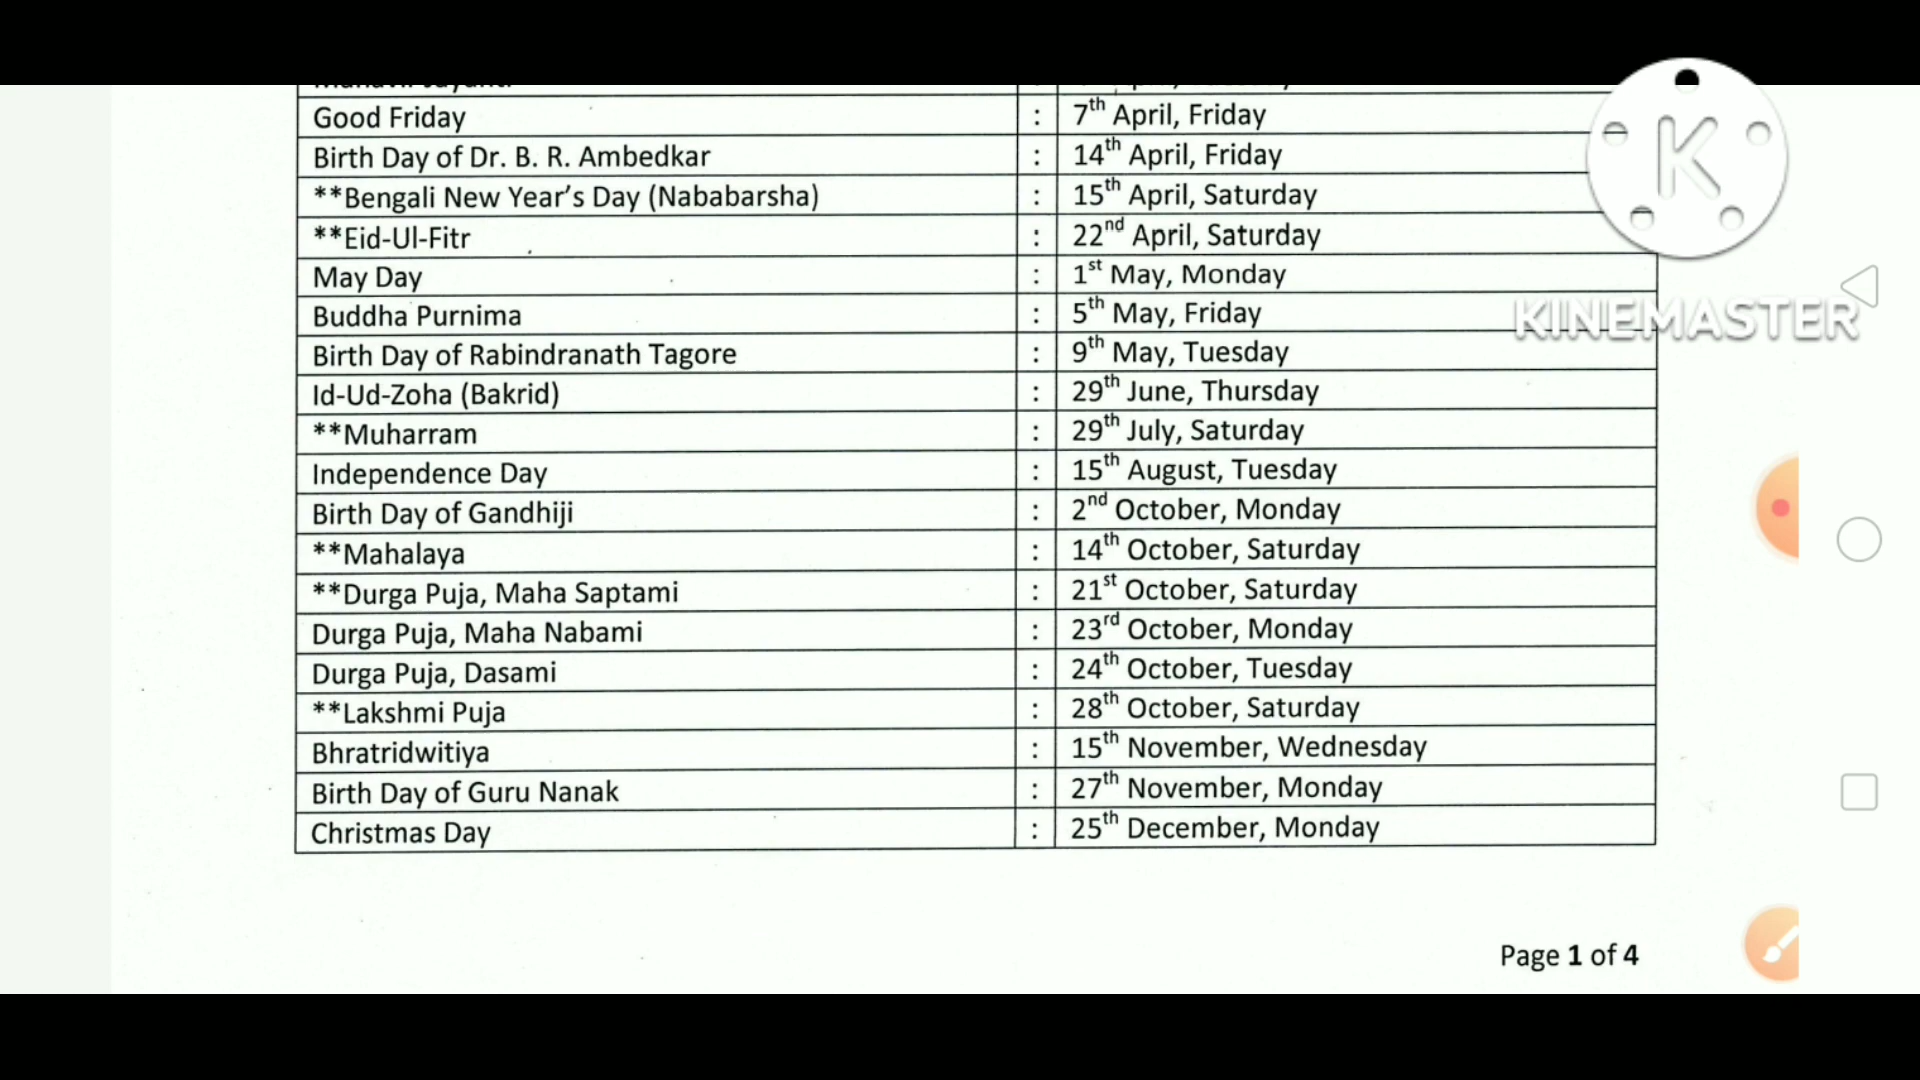 Good Friday : 7th April, Friday
Birth Day of Dr. B. R. Ambedkar : 14th April, Friday
**Bengali New Year’s Day (Nababarsha) : 15th April, Saturday
**Eid-Ul-Fitr : 22nd April, Saturday
May Day : 1st May, Monday
Buddha Purnima : 5th May, Friday
Birth Day of Rabindranath Tagore : 9th May, Tuesday
Id-Ud-Zoha (Bakrid) : 29th June, Thursday
**Muharram : 29th July, Saturday
Independence Day : 15th August, Tuesday
Birth Day of Gandhiji : 2nd October, Monday
**Mahalaya : 14th October, Saturday
**Durga Puja, Maha Saptami : 21st October, Saturday
Durga Puja, Maha Nabami : 23rd October, Monday
Durga Puja, Dasami : 24th October, Tuesday
**Lakshmi Puja : 28th October, Saturday
Bhratridwitiya : 15th November, Wednesday
Birth Day of Guru Nanak : 27th November, Monday
Christmas Day : 25th December, Monday
Page 1 of 4
K
KINEMASTER